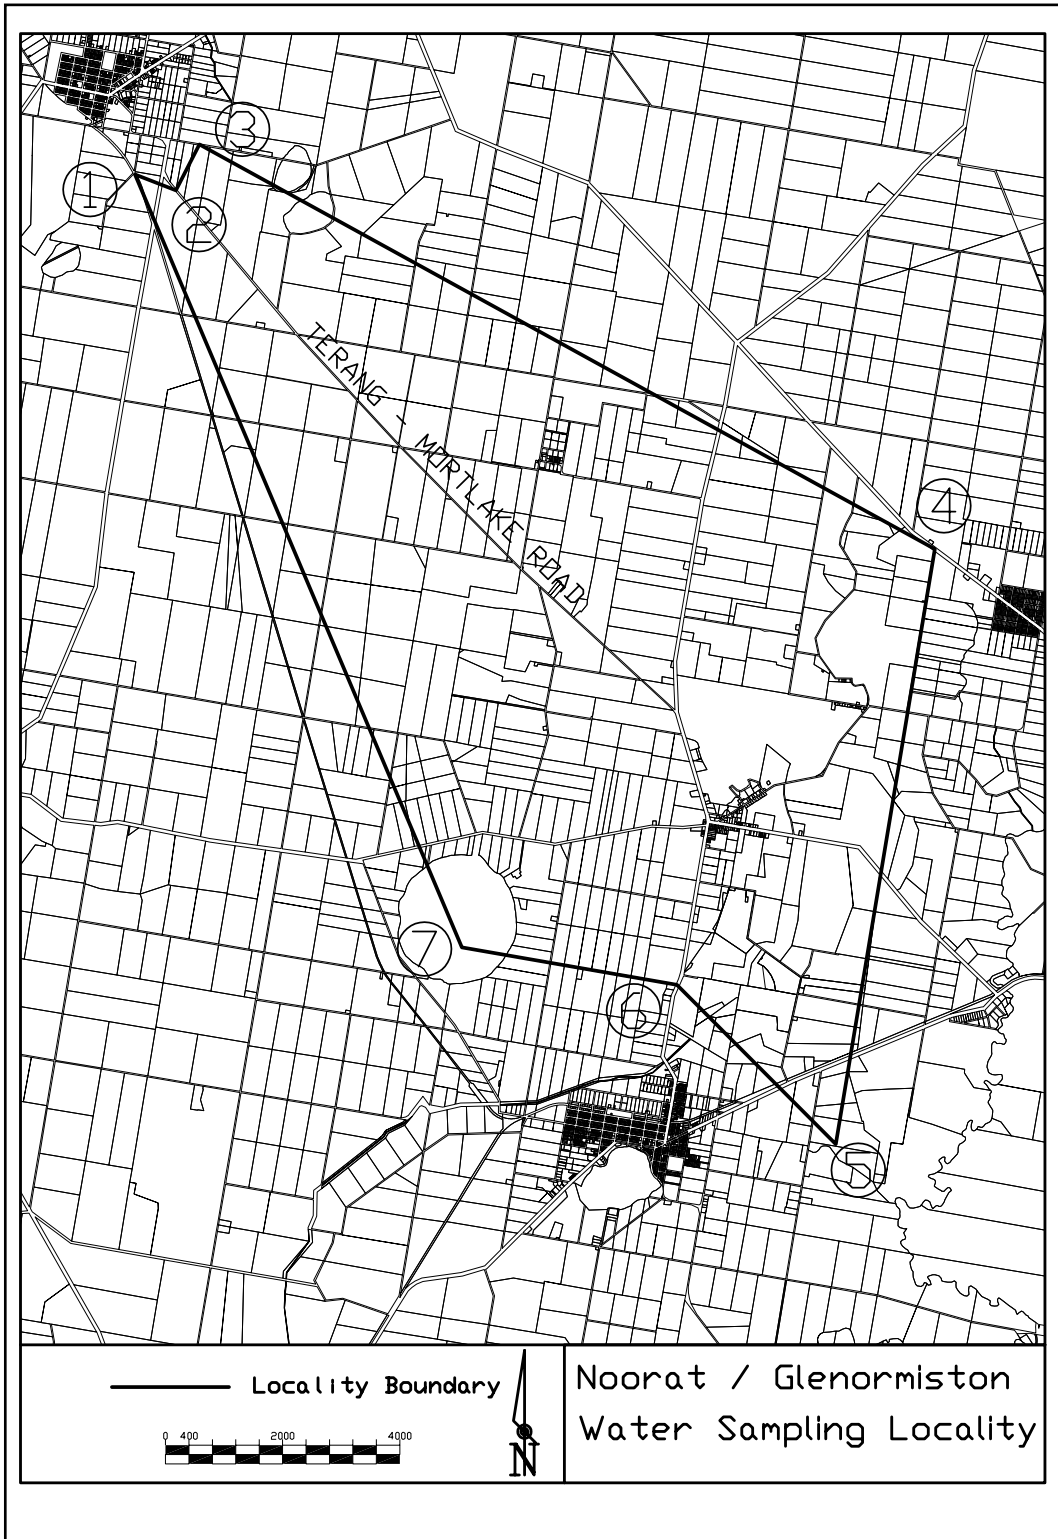 3
1
2
TERANG - MORTLAKE ROAD
4
7
6
5
Locality Boundary
0 400 2000 4000
N
Noorat / Glenormiston
Water Sampling Locality